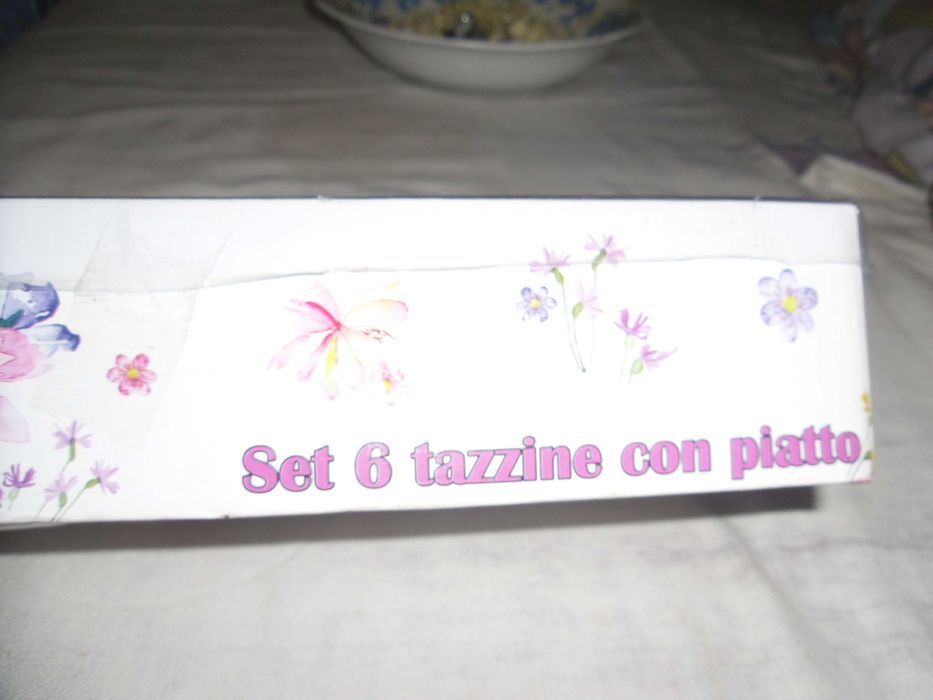 Set 6 tazzine con piatto